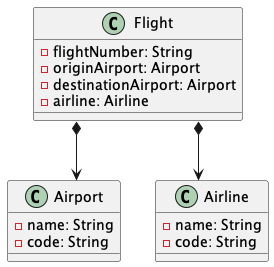 C Flight
flightNumber: String
originAirport: Airport
destinationAirport: Airport
airline: Airline
C Airport
name: String
code: String
C Airline
name: String
code: String